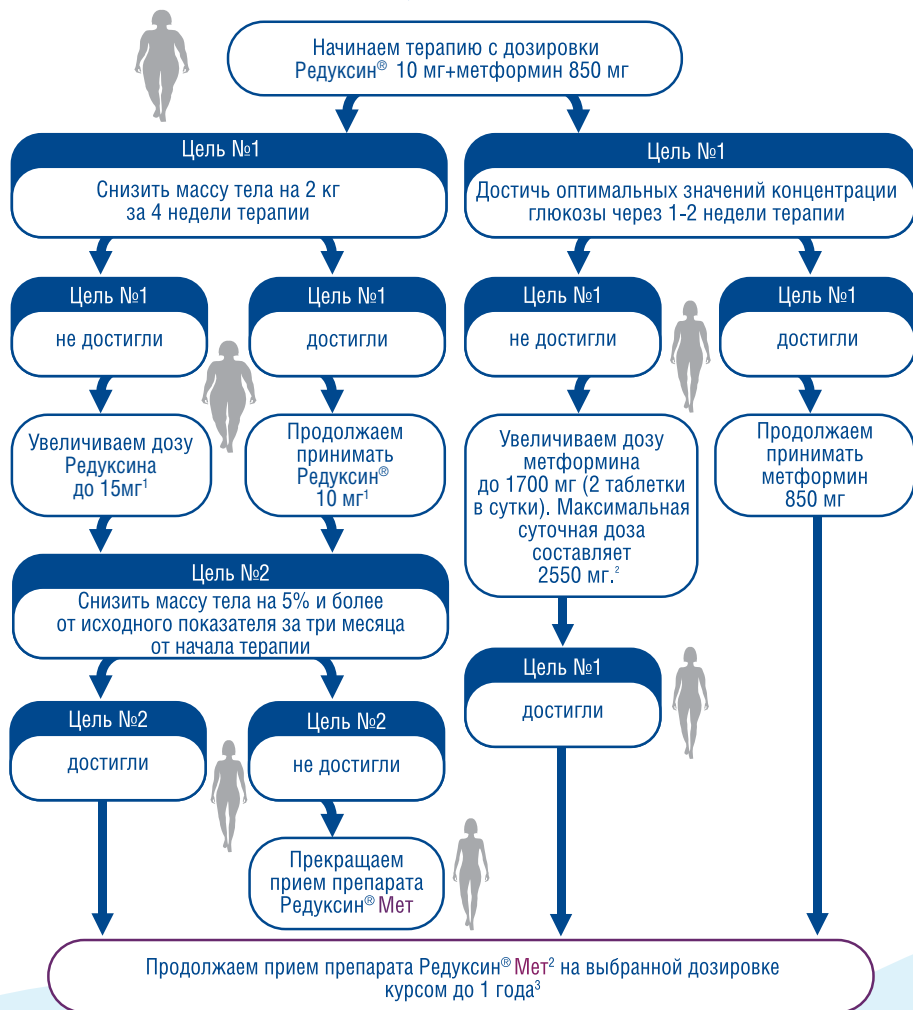 Начинаем терапию с дозировки
Редуксин® 10 мг+метформин 850 мг
Цель №1
Снизить массу тела на 2 кг
за 4 недели терапии
Цель №1
Достичь оптимальных значений концентрации
глюкозы через 1-2 недели терапии
Цель №1
не достигли
Цель №1
достигли
Цель №1
не достигли
Цель №1
достигли
Увеличиваем дозу
Редуксина
до 15мг¹
Продолжаем
принимать
Редуксин®
10 мг¹
Увеличиваем дозу
метформина
до 1700 мг (2 таблетки
в сутки). Максимальная
суточная доза
составляет
2550 мг.²
Продолжаем
принимать
метформин
850 мг
Цель №2
Снизить массу тела на 5% и более
от исходного показателя за три месяца
от начала терапии
Цель №1
достигли
Цель №2
достигли
Цель №2
не достигли
Прекращаем
прием препарата
Редуксин® Мет
Продолжаем прием препарата Редуксин® Мет² на выбранной дозировке
курсом до 1 года³